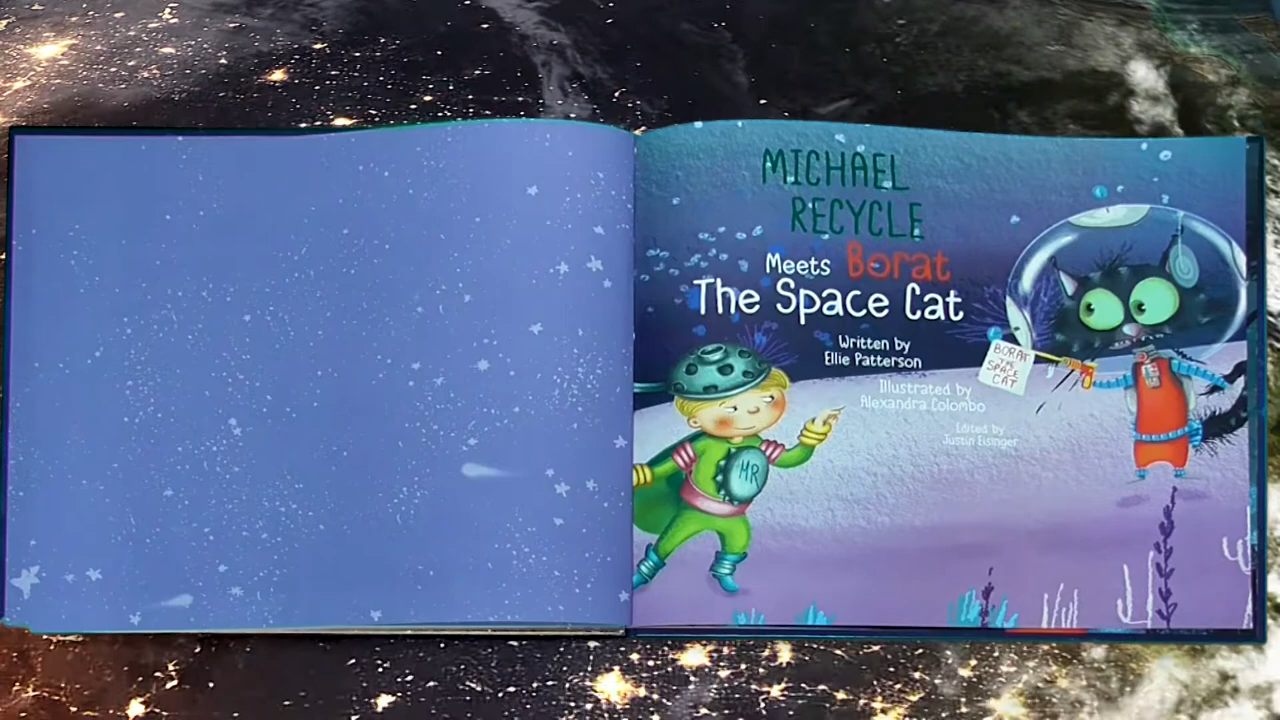 MICHAEL
RECYCLE
Meets Borat
The Space Cat
Written by
Ellie Patterson
Illustrated by
Alexandra Colombo
Edited by
Justin Eisinger
BORAT
THE
SPACE
CAT
MR